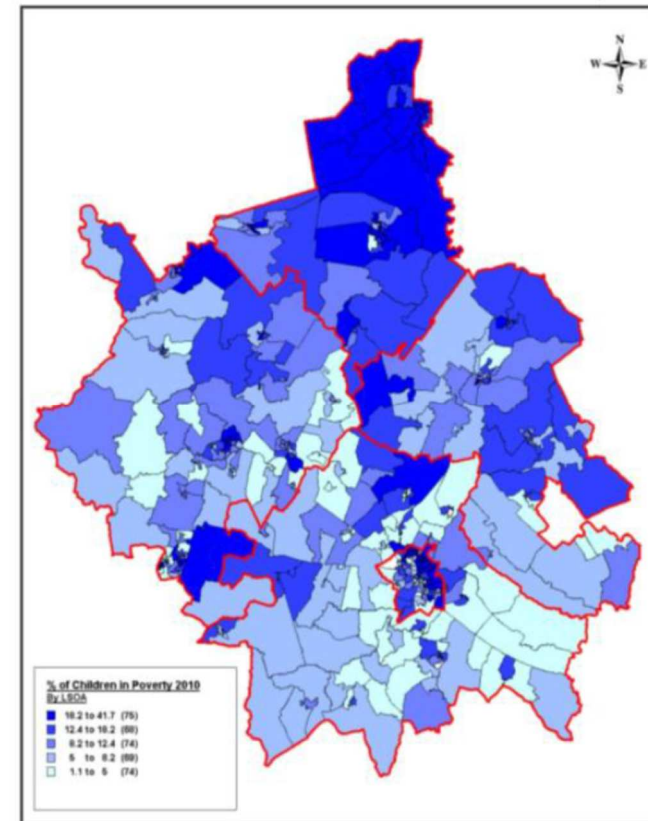 N
W E
S
% of Children in Poverty 2010
By LSOA
18.2 to 41.7 (75)
12.4 to 18.2 (68)
8.2 to 12.4 (74)
5 to 8.2 (69)
1.1 to 5 (74)